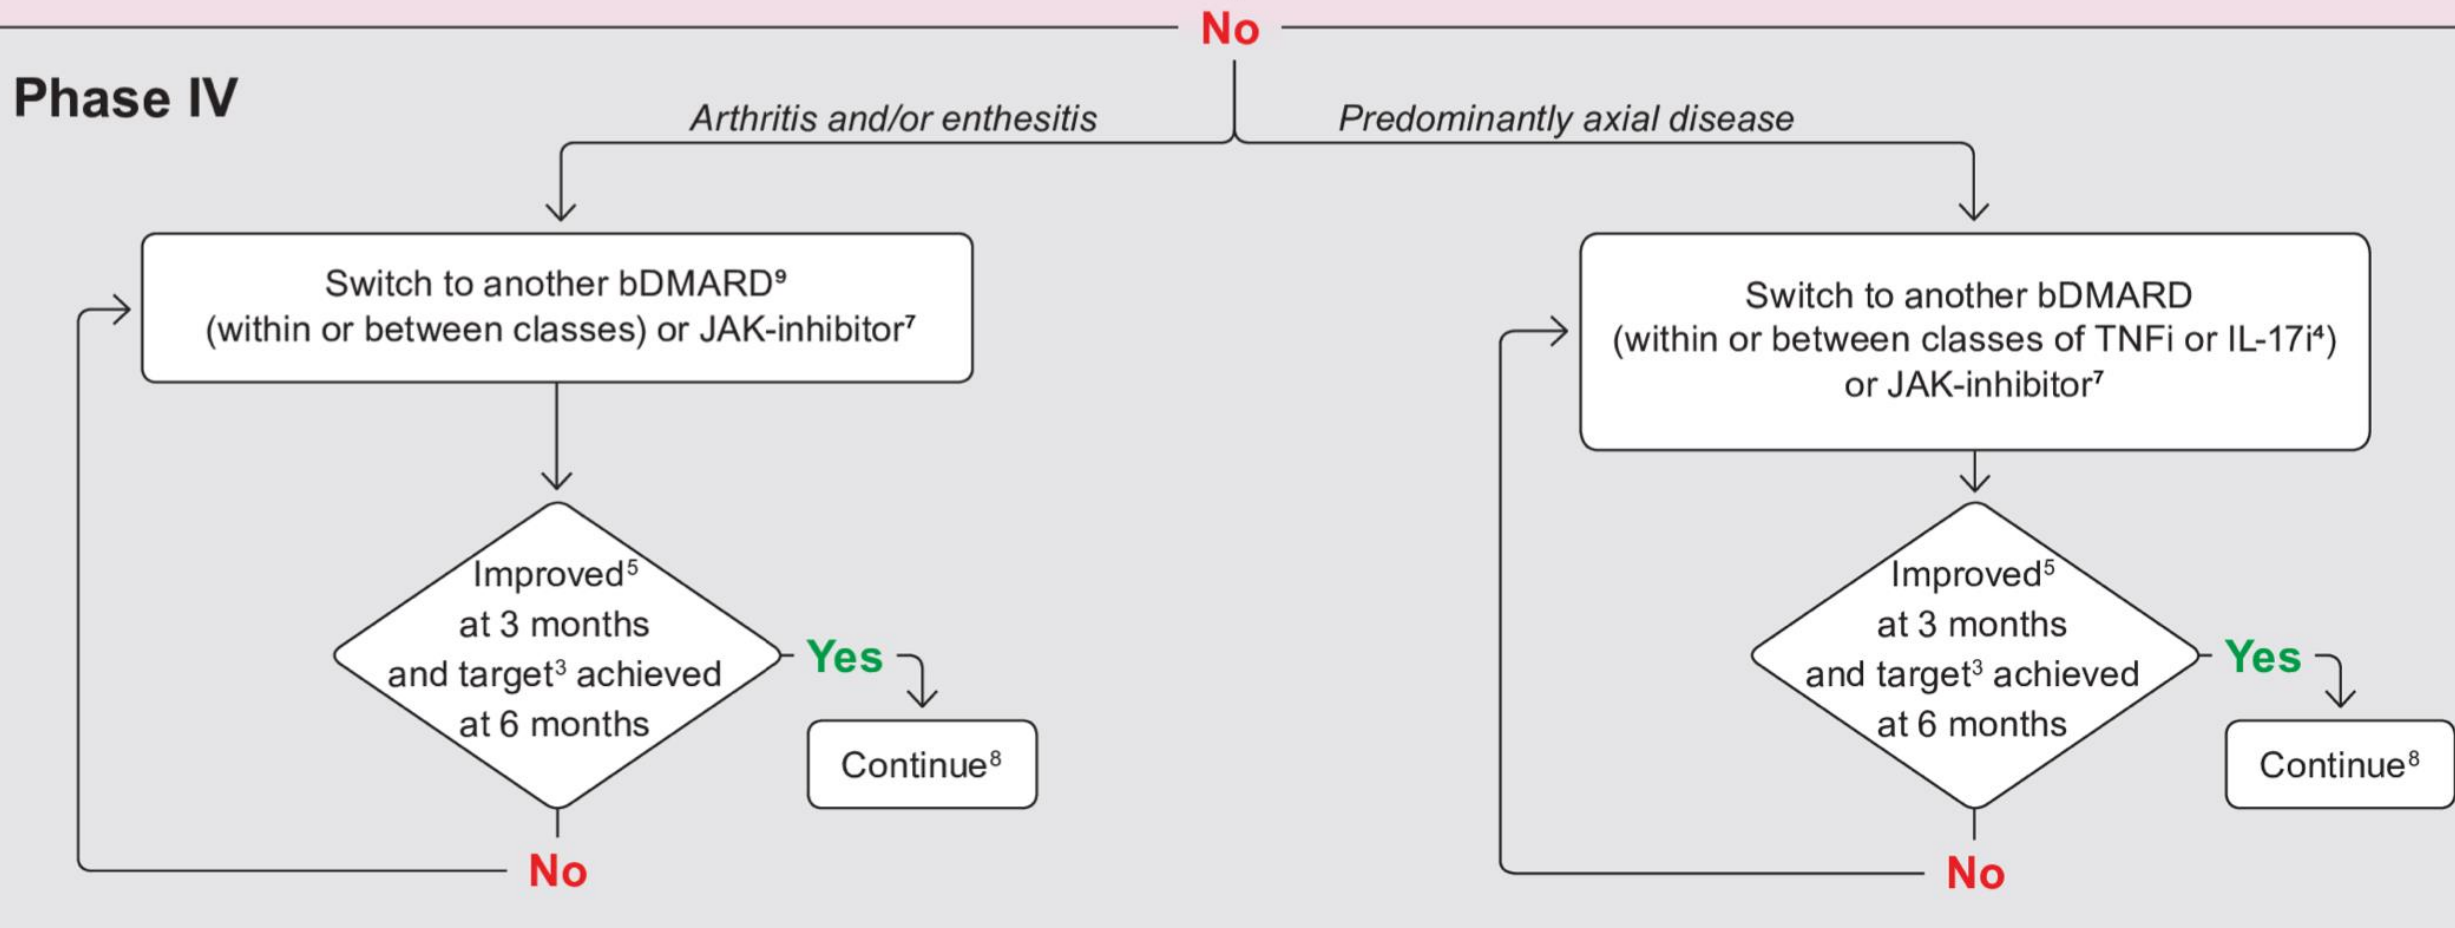 No
Phase IV
Arthritis and/or enthesitis
Predominantly axial disease
Switch to another bDMARD⁹
(within or between classes) or JAK-inhibitor⁷
Improved⁵
at 3 months
and target³ achieved
at 6 months
Yes
Continue⁸
No
Switch to another bDMARD
(within or between classes of TNFi or IL-17i⁴)
or JAK-inhibitor⁷
Improved⁵
at 3 months
and target³ achieved
at 6 months
Yes
Continue⁸
No